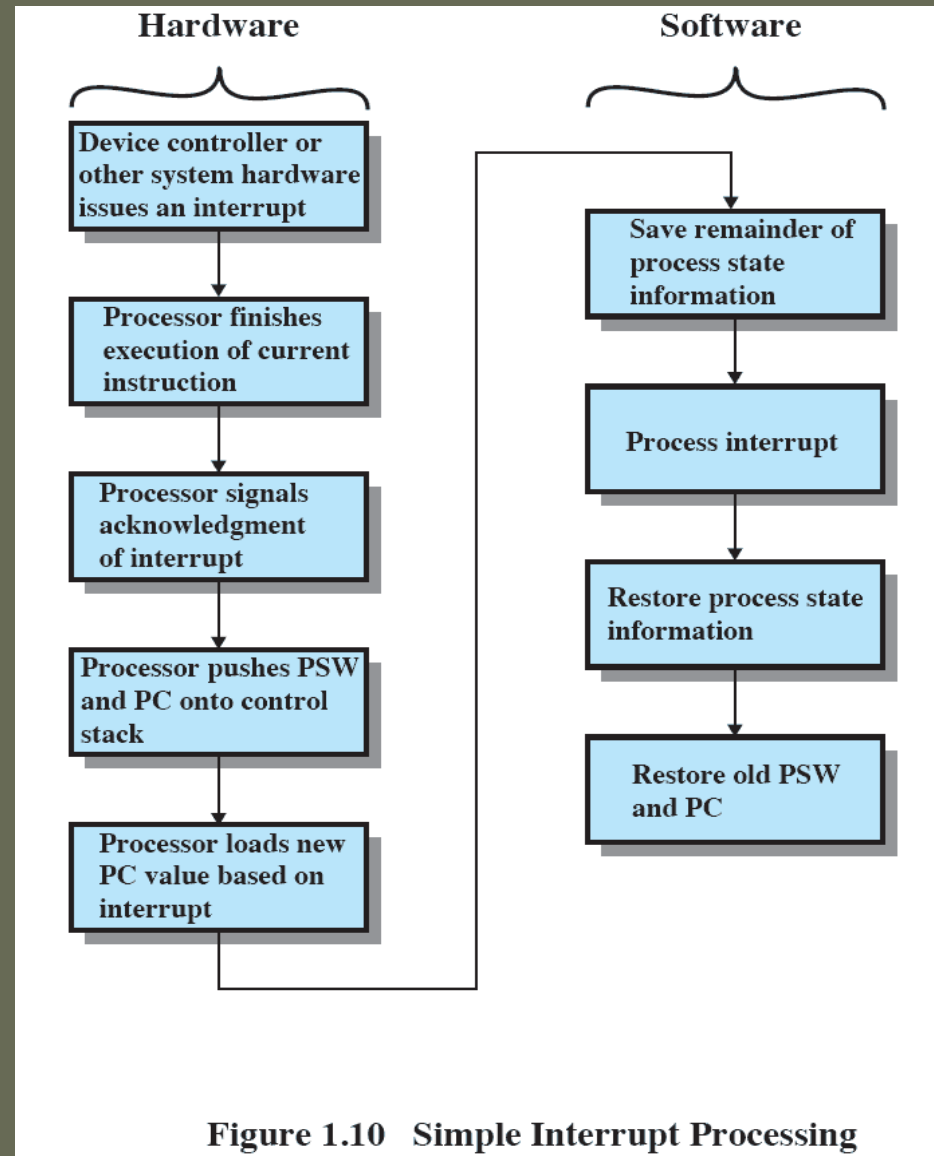 Hardware
Device controller or
other system hardware
issues an interrupt
Processor finishes
execution of current
instruction
Processor signals
acknowledgment
of interrupt
Processor pushes PSW
and PC onto control
stack
Processor loads new
PC value based on
interrupt
Software
Save remainder of
process state
information
Process interrupt
Restore process state
information
Restore old PSW
and PC
Figure 1.10 Simple Interrupt Processing